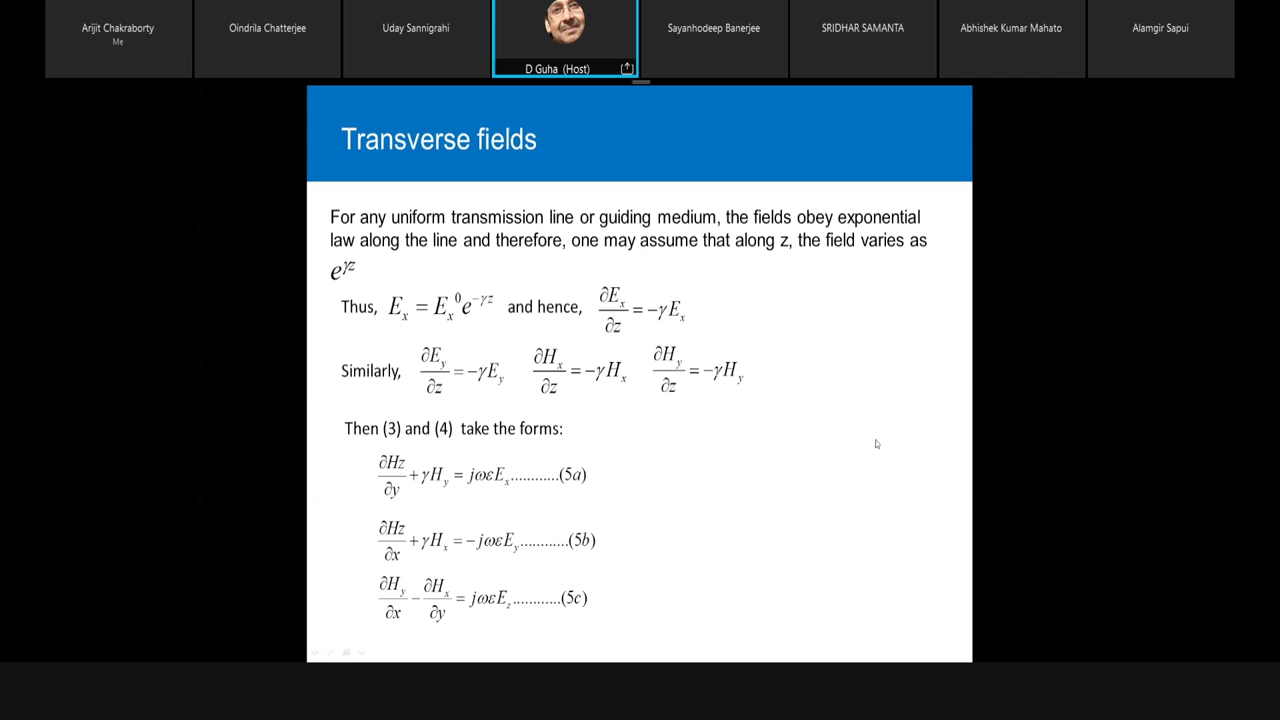 Arijit Chakraborty
Me
Oindrila Chatterjee
Uday Sannigrahi
D Guha (Host)
Sayanhodeep Banerjee
SRIDHAR SAMANTA
Abhishek Kumar Mahato
Alamgir Sapui
Transverse fields
For any uniform transmission line or guiding medium, the fields obey exponential
law along the line and therefore, one may assume that along z, the field varies as
e^{γz}
Thus, E_x = E_x^0 e^{-γz} and hence, ∂E_x/∂z = -γE_x
Similarly, ∂E_y/∂z = -γE_y ∂H_x/∂z = -γH_x ∂H_y/∂z = -γH_y
Then (3) and (4) take the forms:
∂Hz/∂y + γH_y = jωεE_x............(5a)
∂Hz/∂x + γH_x = -jωεE_y............(5b)
∂H_y/∂x - ∂H_x/∂y = jωεE_z............(5c)